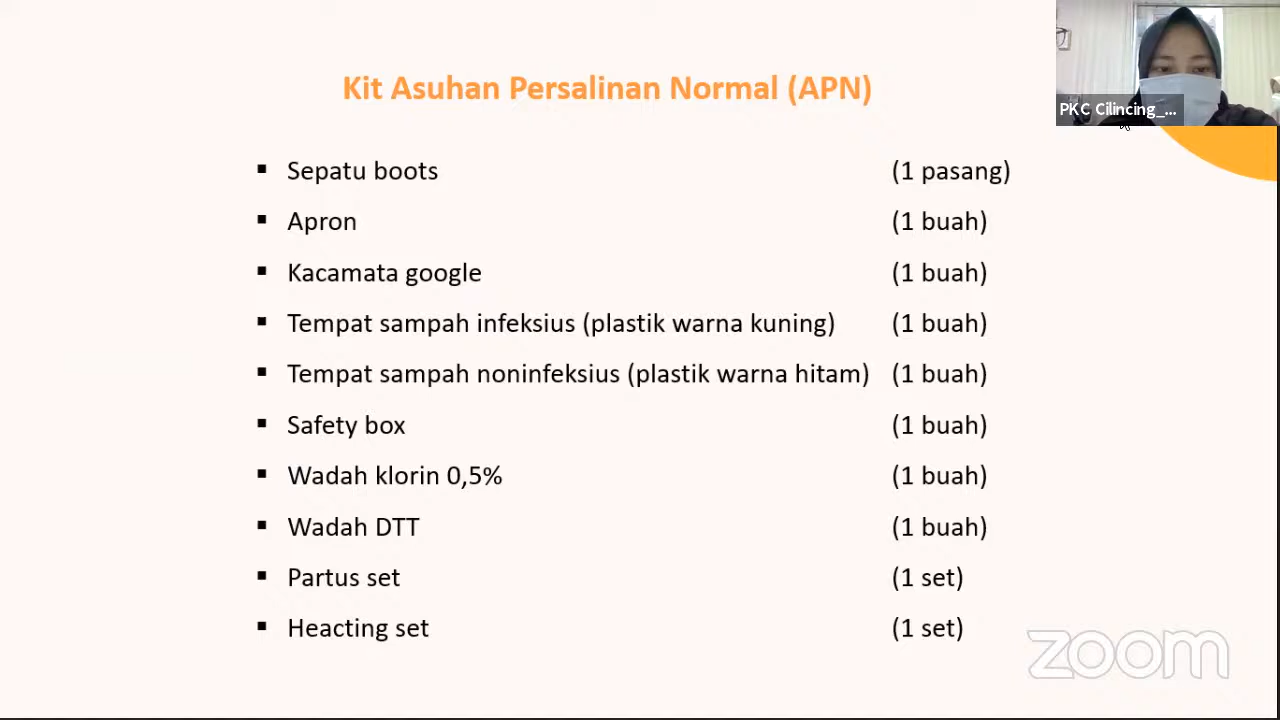 Kit Asuhan Persalinan Normal (APN)
PKC Cilincing_...
▪ Sepatu boots (1 pasang)
▪ Apron (1 buah)
▪ Kacamata google (1 buah)
▪ Tempat sampah infeksius (plastik warna kuning) (1 buah)
▪ Tempat sampah noninfeksius (plastik warna hitam) (1 buah)
▪ Safety box (1 buah)
▪ Wadah klorin 0,5% (1 buah)
▪ Wadah DTT (1 buah)
▪ Partus set (1 set)
▪ Heacting set (1 set)
zoom